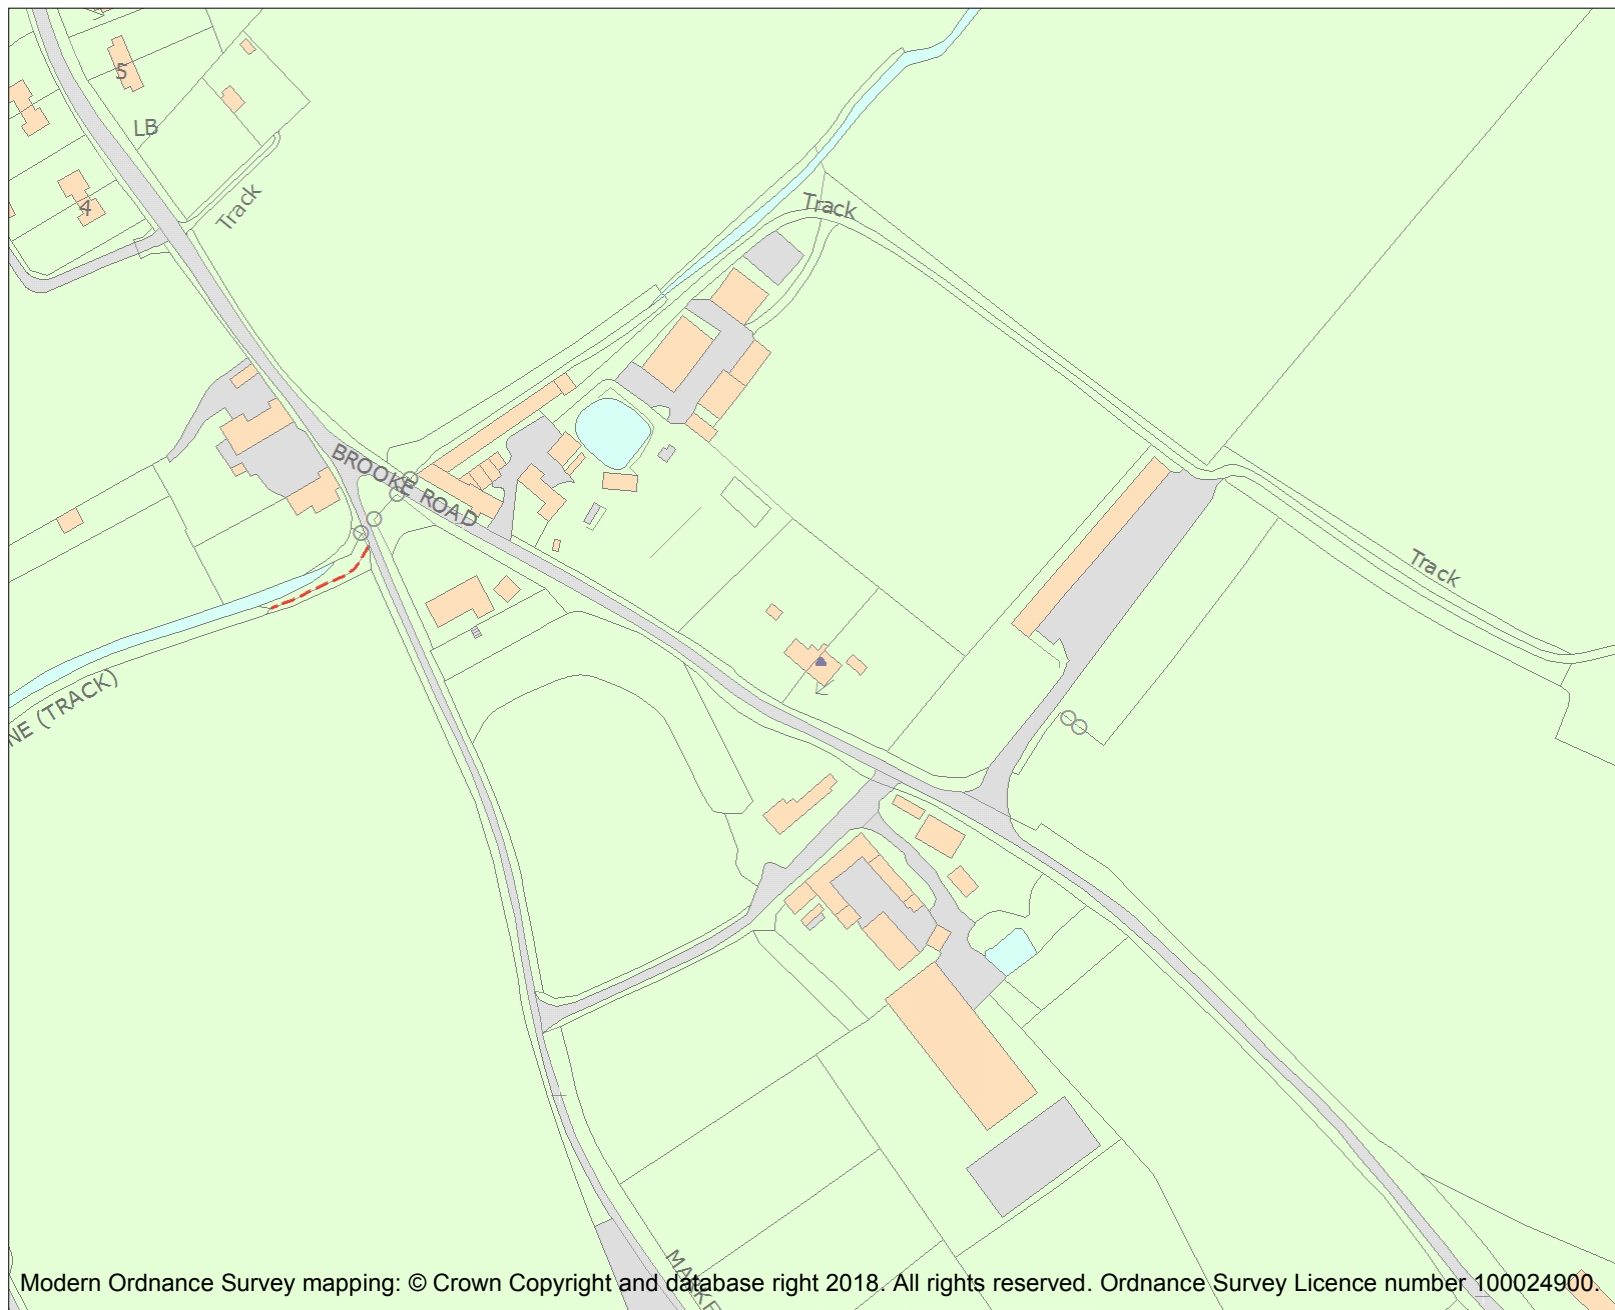 5
LB
4
Track
Track
BROOKE ROAD
Track
NE (TRACK)
Modern Ordnance Survey mapping: © Crown Copyright and database right 2018. All rights reserved. Ordnance Survey Licence number 100024900.